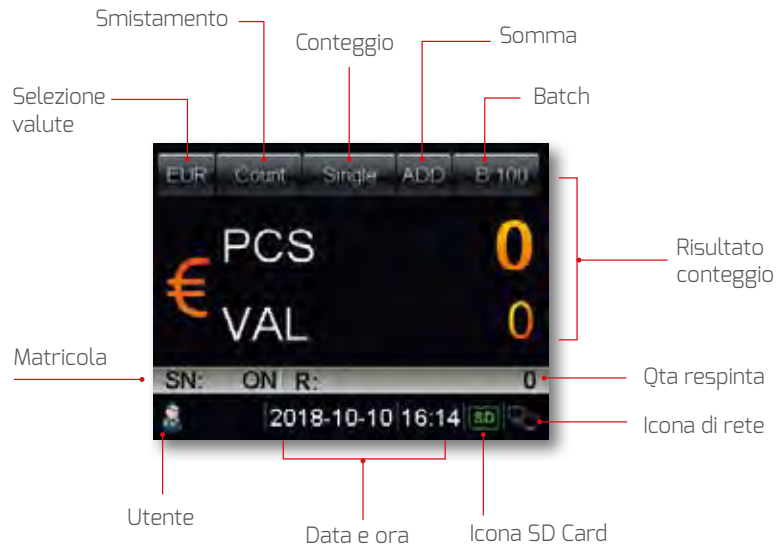 Smistamento
Conteggio
Somma
Selezione
valute
Batch
EUR Count Single ADD B 100
€
PCS 0
VAL 0
Risultato
conteggio
Matricola
SN: ON R: 0
Qta respinta
2018-10-10 16:14 SD
Icona di rete
Utente
Data e ora
Icona SD Card